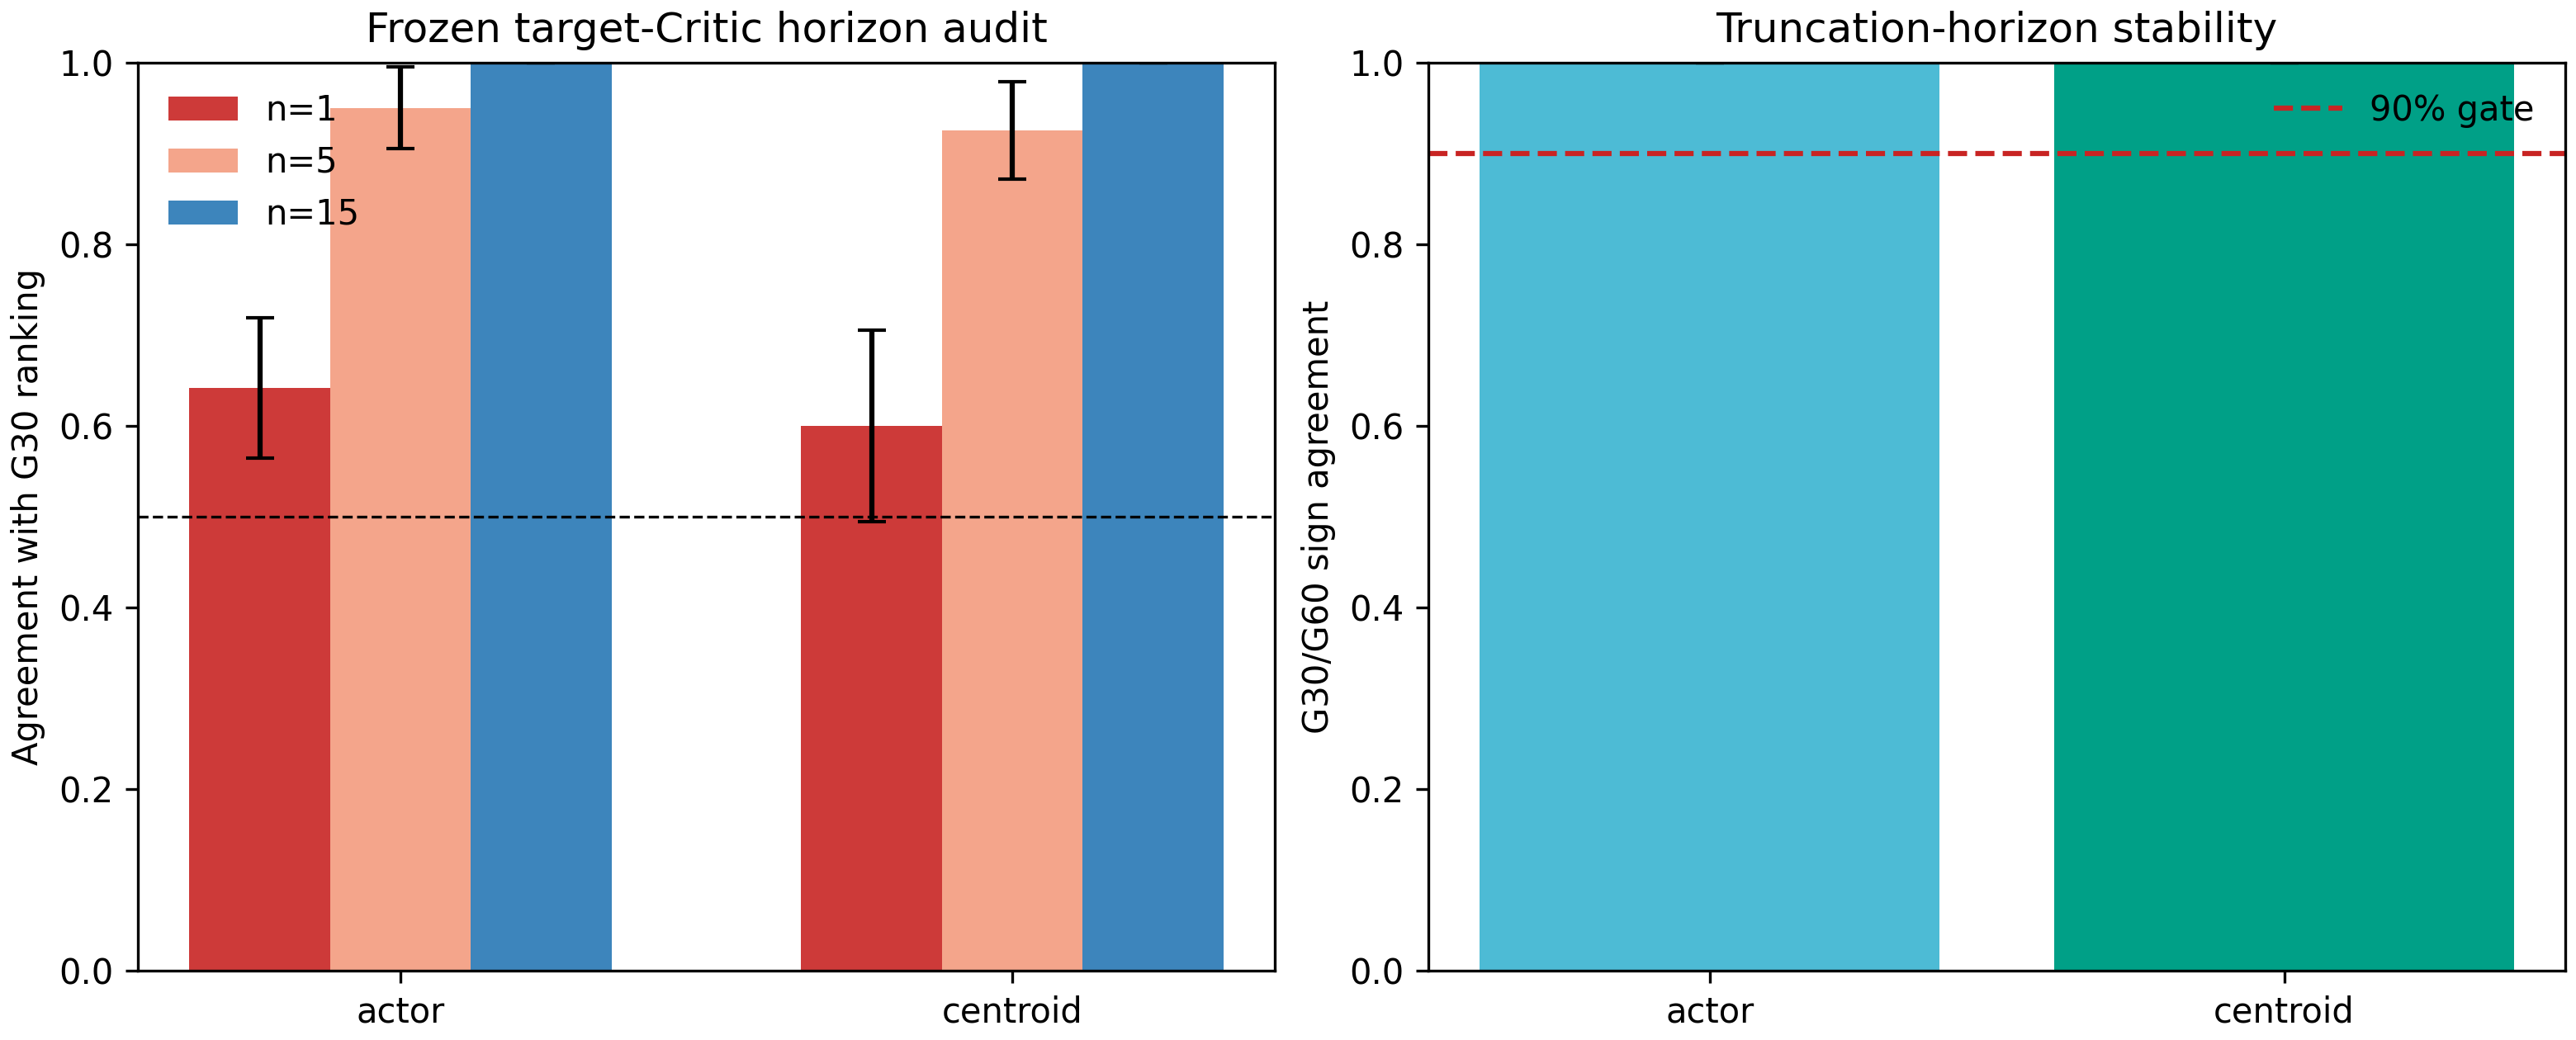 Frozen target-Critic horizon audit
Agreement with G30 ranking
1.0
0.8
0.6
0.4
0.2
0.0
n=1
n=5
n=15
actor
centroid
Truncation-horizon stability
G30/G60 sign agreement
1.0
0.8
0.6
0.4
0.2
0.0
90% gate
actor
centroid